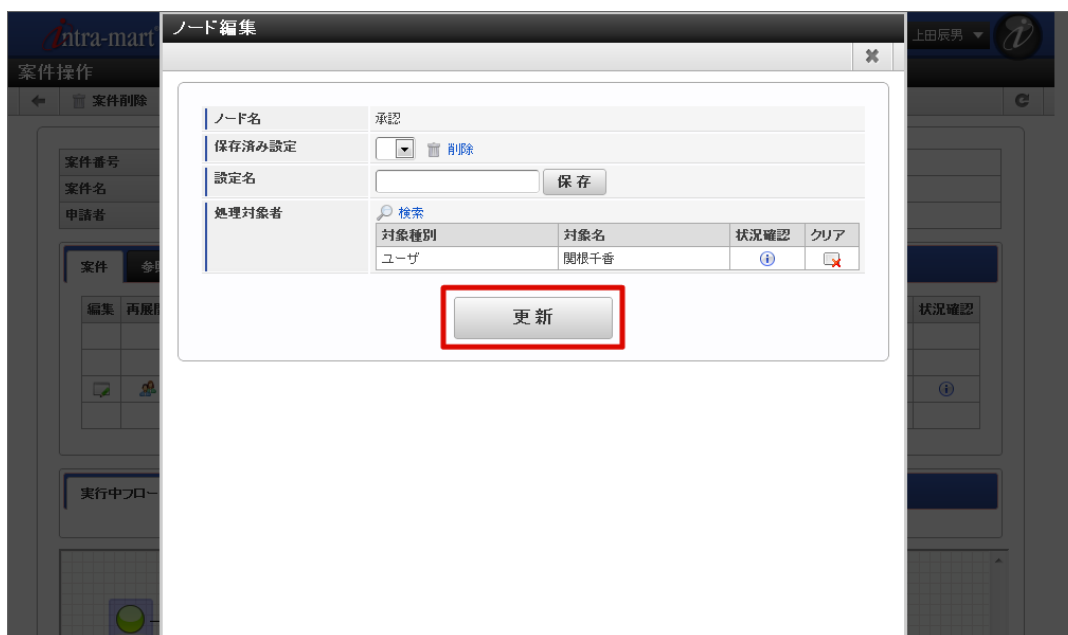 intra-mart
ノード編集
上田辰男
案件操作
案件削除
ノード名 承認
保存済み設定 削除
設定名 保存
処理対象者 検索
対象種別 対象名 状況確認 クリア
ユーザ 関根千香
更新
案件番号
案件名
申請者
案件
編集 状況確認
実行中フロー